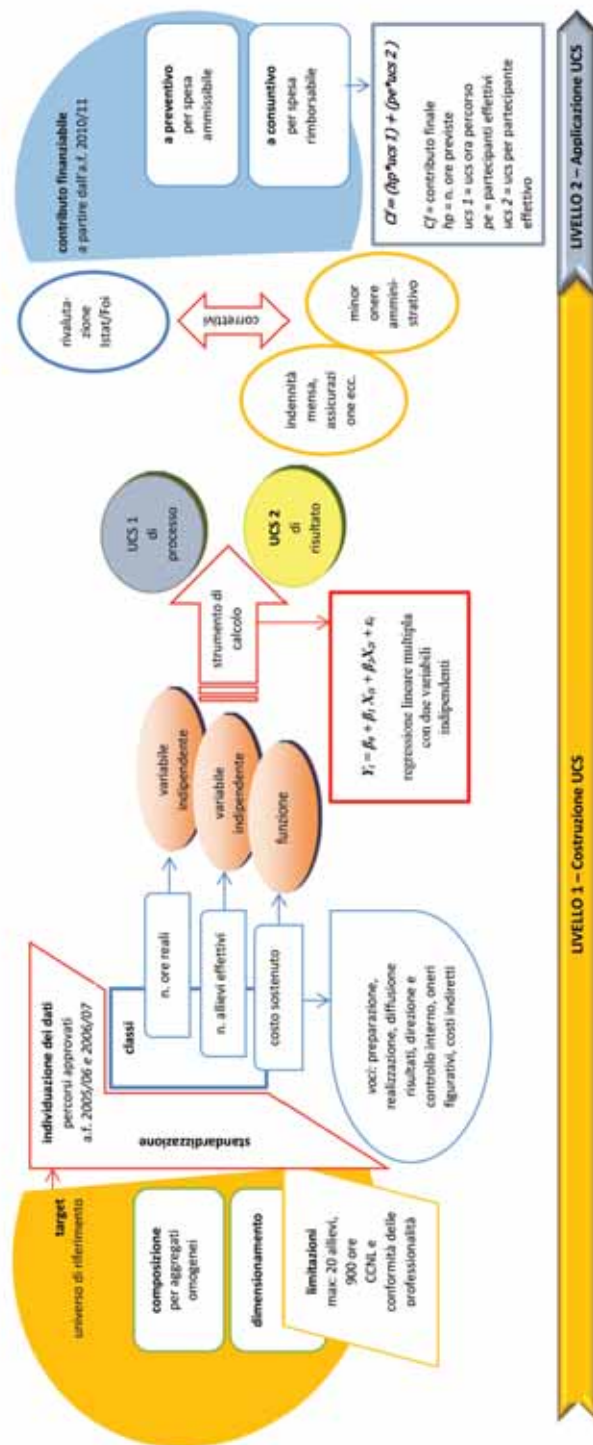 target
universo di riferimento
composizione
per aggregati
omogenei
dimensionamento
limitazioni
max: 20 allievi,
900 ore
CCNL e
conformità delle
professionalità
individuazione dei dati
percorsi approvati
a.f. 2005/06 e 2006/07
standardizzazione
classi
n. ore reali
n. allievi effettivi
costo sostenuto
voci: preparazione,
realizzazione, diffusione
risultati, direzione e
controllo interno, oneri
figurativi, costi indiretti
variabile
indipendente
variabile
indipendente
funzione
strumento di
calcolo
Yᵢ = β₀ + β₁ X₁ᵢ + β₂X₂ᵢ + εᵢ
regressione lineare multipla
con due variabili
indipendenti
UCS 1
di
processo
UCS 2
di
risultato
rivaluta-
zione
Istat/Foi
correttivi
indennità
mensa,
assicurazi
one ecc.
minor
onere
ammini-
strativo
contributo finanziabile
a partire dall'a.f. 2010/11
a preventivo
per spesa
ammissibile
a consuntivo
per spesa
rimborsabile
Cf = (hp*ucs 1) + (pe*ucs 2 )
Cf = contributo finale
hp = n. ore previste
ucs 1 = ucs ora percorso
pe = partecipanti effettivi
ucs 2 = ucs per partecipante
effettivo
LIVELLO 1 – Costruzione UCS
LIVELLO 2 – Applicazione UCS